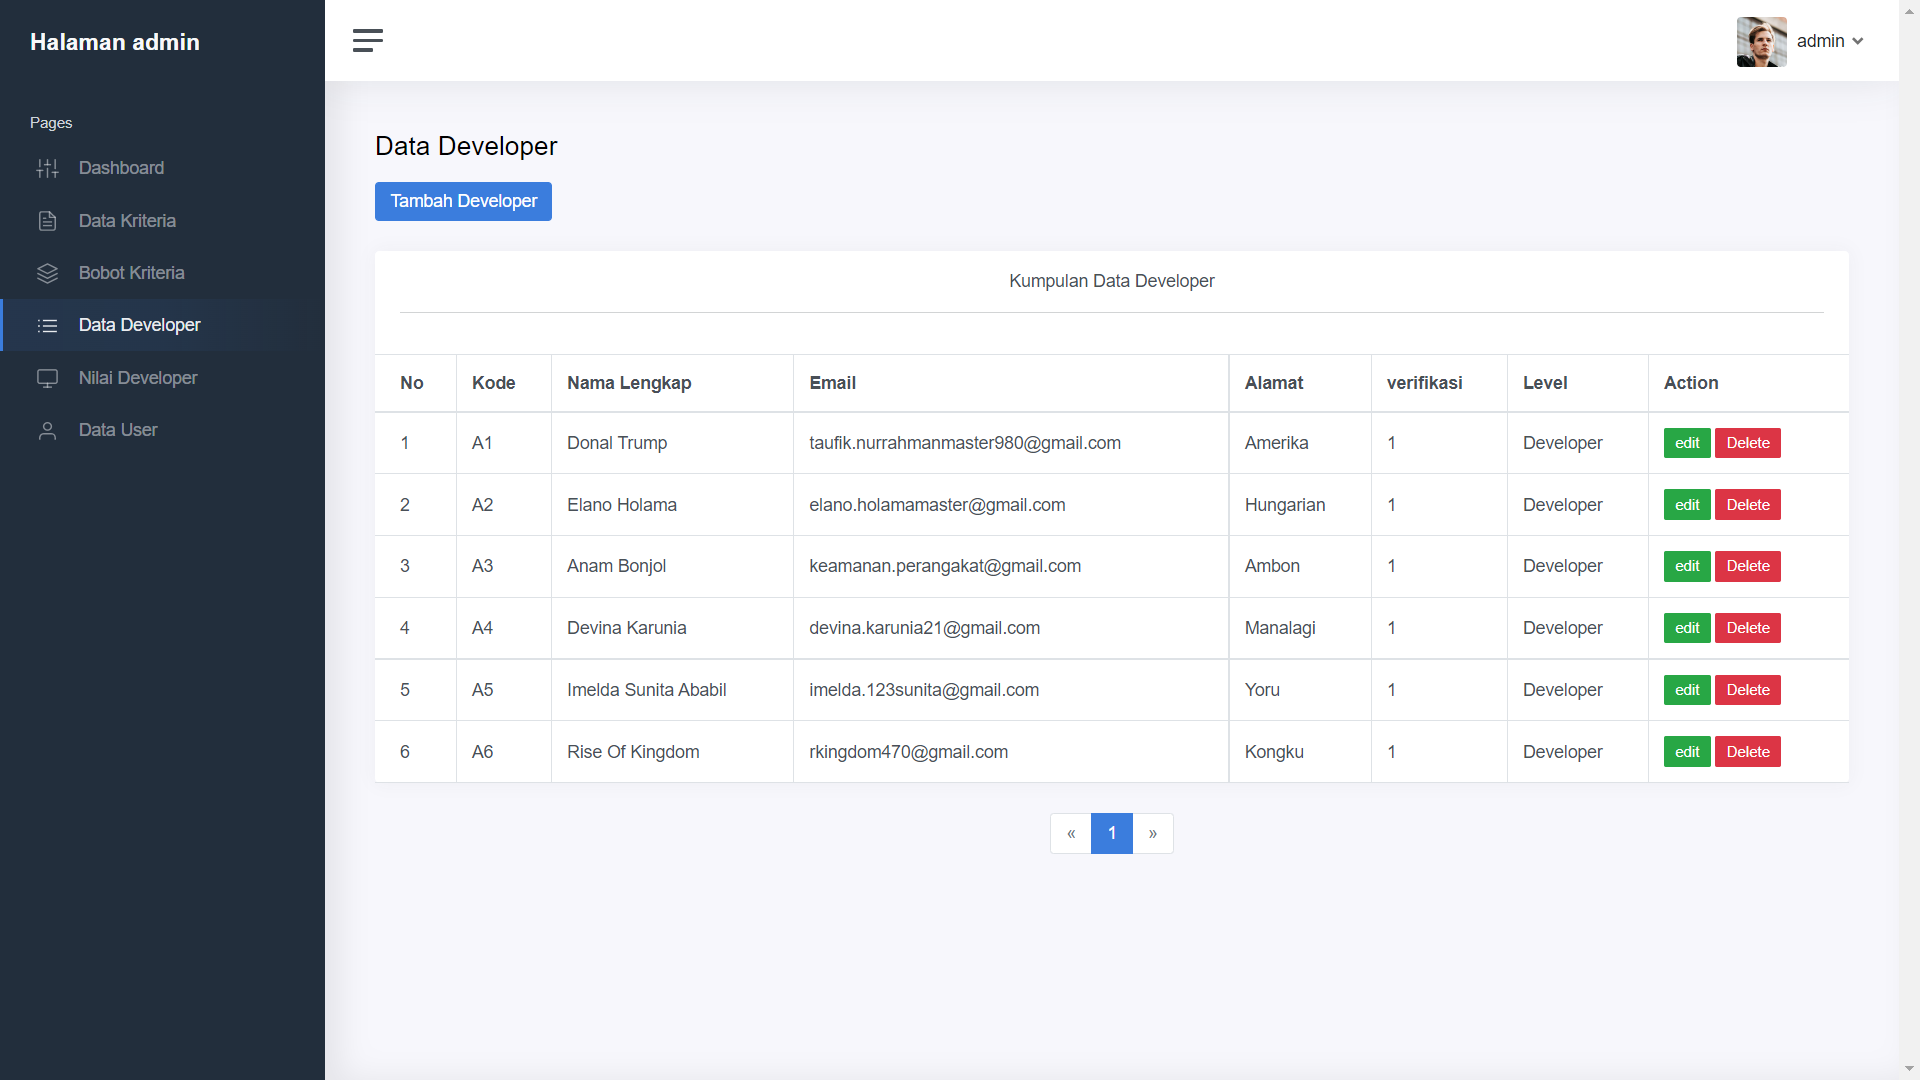 Halaman admin
admin
Pages
Dashboard
Data Kriteria
Bobot Kriteria
Data Developer
Nilai Developer
Data User
Data Developer
Tambah Developer
Kumpulan Data Developer
No Kode Nama Lengkap Email Alamat verifikasi Level Action
1 A1 Donal Trump taufik.nurrahmanmaster980@gmail.com Amerika 1 Developer edit Delete
2 A2 Elano Holama elano.holamamaster@gmail.com Hungarian 1 Developer edit Delete
3 A3 Anam Bonjol keamanan.perangakat@gmail.com Ambon 1 Developer edit Delete
4 A4 Devina Karunia devina.karunia21@gmail.com Manalagi 1 Developer edit Delete
5 A5 Imelda Sunita Ababil imelda.123sunita@gmail.com Yoru 1 Developer edit Delete
6 A6 Rise Of Kingdom rkingdom470@gmail.com Kongku 1 Developer edit Delete
« 1 »